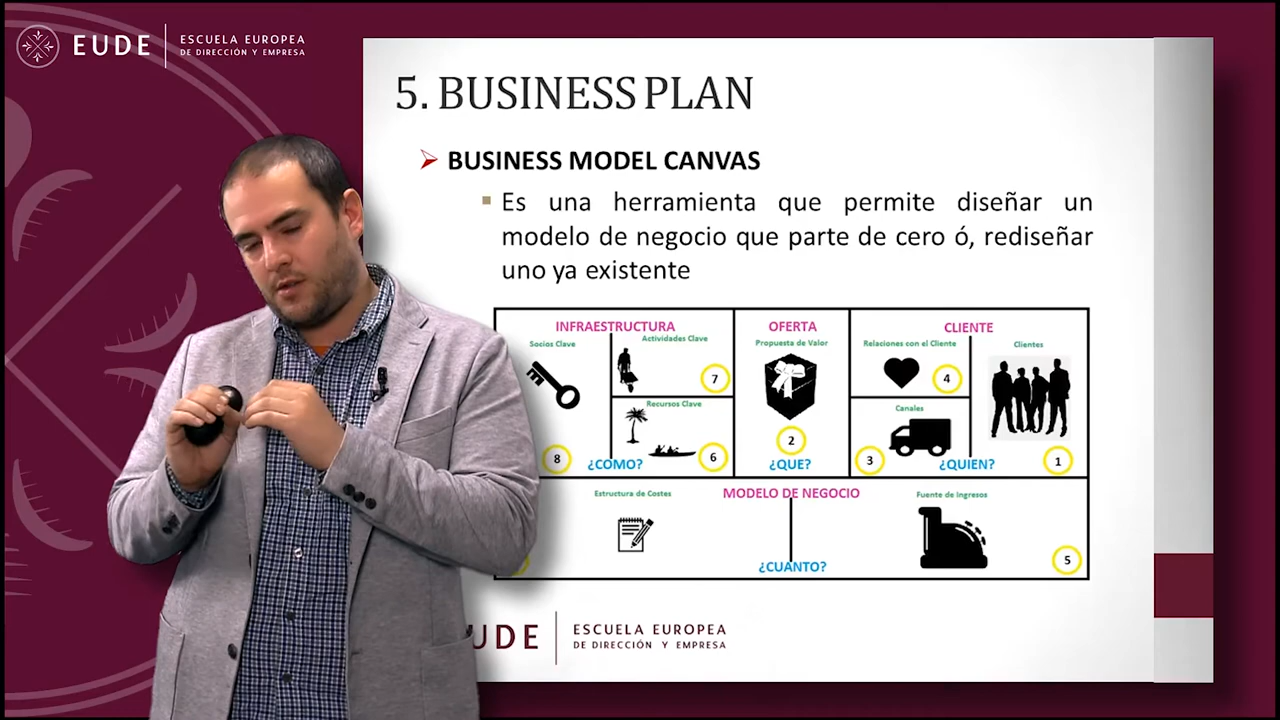 EUDE
ESCUELA EUROPEA
DE DIRECCIÓN Y EMPRESA
5. BUSINESS PLAN
BUSINESS MODEL CANVAS
Es una herramienta que permite diseñar un
modelo de negocio que parte de cero ó, rediseñar
uno ya existente
INFRAESTRUCTURA
Socios Clave
Actividades Clave
7
Recursos Clave
8
¿COMO?
6
OFERTA
Propuesta de Valor
2
¿QUE?
CLIENTE
Relaciones con el Cliente
4
Clientes
Canales
3
¿QUIEN?
1
Estructura de Costes
MODELO DE NEGOCIO
Fuente de Ingresos
¿CUANTO?
5
UDE
ESCUELA EUROPEA
DE DIRECCIÓN Y EMPRESA